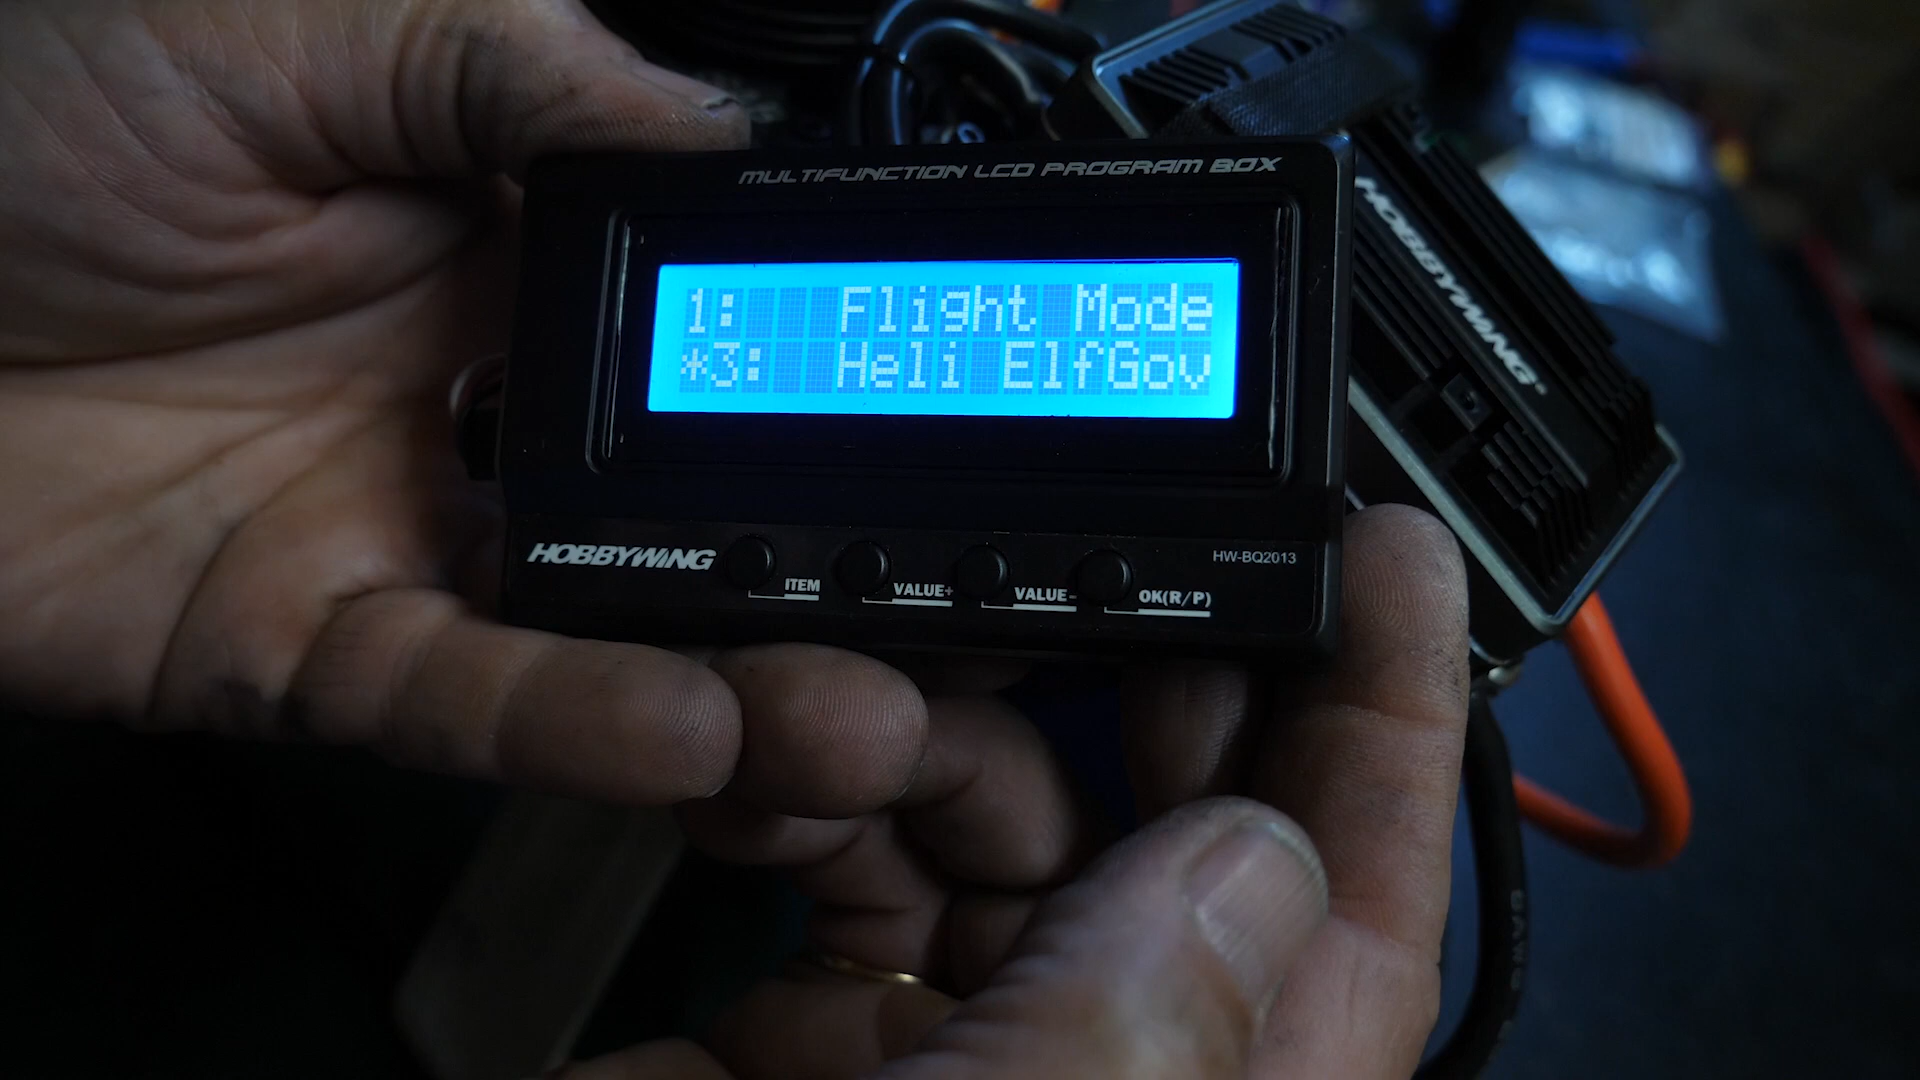 MULTIFUNCTION LCD PROGRAM BOX
1: Flight Mode
*3: Heli ElfGov
HOBBYWING
HW-BQ2013
ITEM
VALUE+
VALUE-
OK(R/P)
HOBBYWING